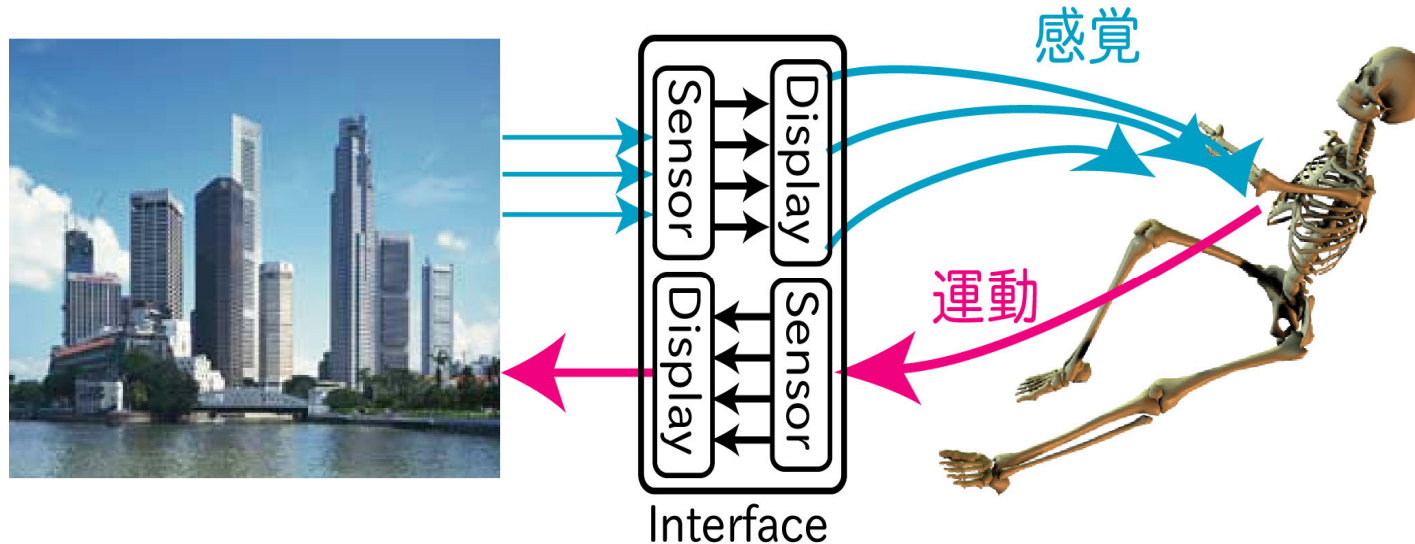 感覚
Sensor
Display
運動
Display
Sensor
Interface